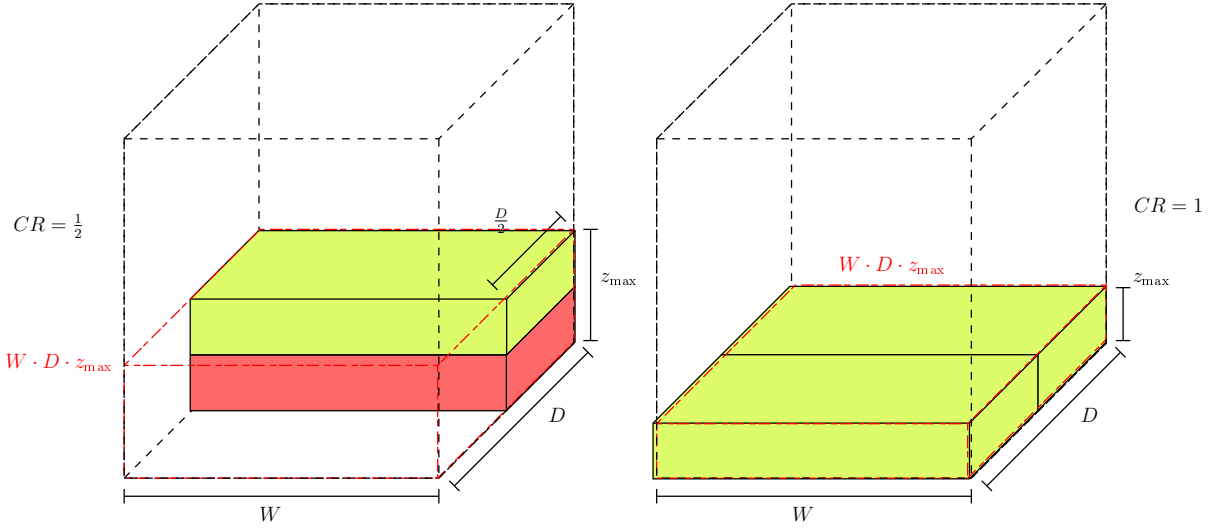 CR = 1/2
D/2
z_max
W · D · z_max
D
W
CR = 1
W · D · z_max
z_max
D
W